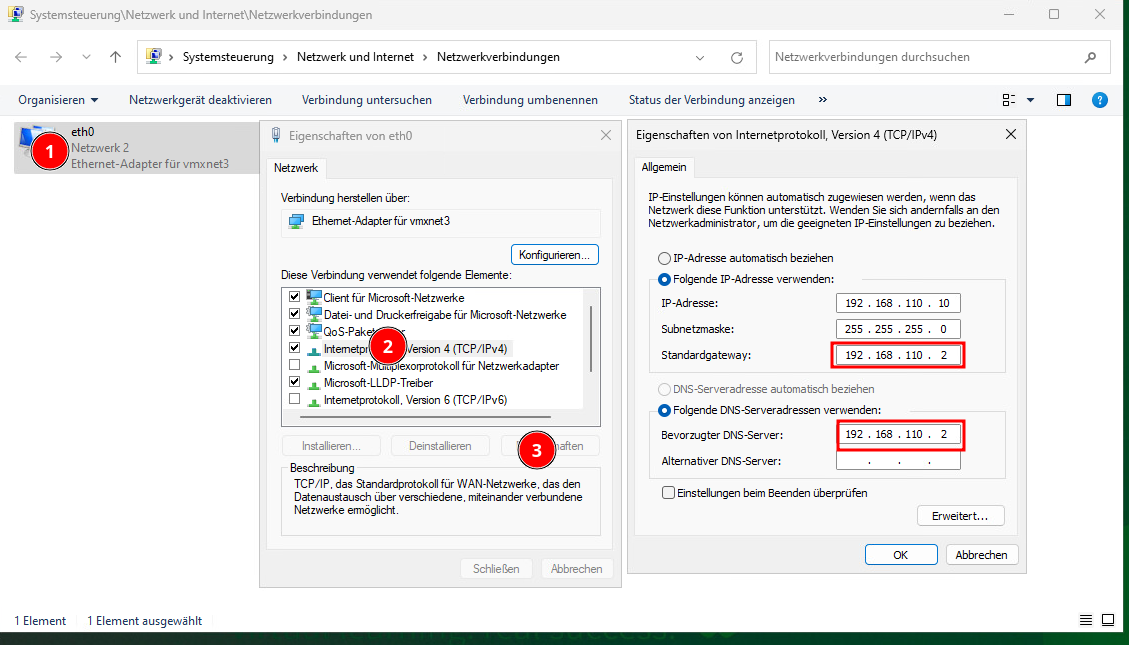 Systemsteuerung\Netzwerk und Internet\Netzwerkverbindungen
Systemsteuerung > Netzwerk und Internet > Netzwerkverbindungen
Netzwerkverbindungen durchsuchen
Organisieren Netzwerkgerät deaktivieren Verbindung untersuchen Verbindung umbenennen Status der Verbindung anzeigen »
eth0
Netzwerk 2
Ethernet-Adapter für vmxnet3
1
Eigenschaften von eth0
Netzwerk
Verbindung herstellen über:
Ethernet-Adapter für vmxnet3
Konfigurieren...
Diese Verbindung verwendet folgende Elemente:
Client für Microsoft-Netzwerke
Datei- und Druckerfreigabe für Microsoft-Netzwerke
QoS-Pake
Internetpr Version 4 (TCP/IPv4)
2
Microsoft-Multiplexorprotokoll für Netzwerkadapter
Microsoft-LLDP-Treiber
Internetprotokoll, Version 6 (TCP/IPv6)
Installieren... Deinstallieren haften
3
Beschreibung
TCP/IP, das Standardprotokoll für WAN-Netzwerke, das den
Datenaustausch über verschiedene, miteinander verbundene
Netzwerke ermöglicht.
Schließen Abbrechen
Eigenschaften von Internetprotokoll, Version 4 (TCP/IPv4)
Allgemein
IP-Einstellungen können automatisch zugewiesen werden, wenn das
Netzwerk diese Funktion unterstützt. Wenden Sie sich andernfalls an den
Netzwerkadministrator, um die geeigneten IP-Einstellungen zu beziehen.
IP-Adresse automatisch beziehen
Folgende IP-Adresse verwenden:
IP-Adresse: 192 . 168 . 110 . 10
Subnetzmaske: 255 . 255 . 255 . 0
Standardgateway: 192 . 168 . 110 . 2
DNS-Serveradresse automatisch beziehen
Folgende DNS-Serveradressen verwenden:
Bevorzugter DNS-Server: 192 . 168 . 110 . 2
Alternativer DNS-Server: . . .
Einstellungen beim Beenden überprüfen
Erweitert...
OK Abbrechen
1 Element 1 Element ausgewählt